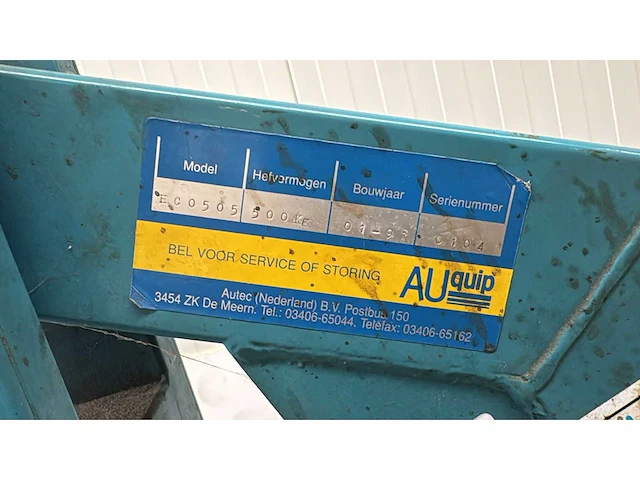 Model Hefvermogen Bouwjaar Serienummer
EC0505 500KG
BEL VOOR SERVICE OF STORING AUquip
Autec (Nederland) B.V. Postbus 150
3454 ZK De Meern. Tel.: 03406-65044. Telefax: 03406-65162